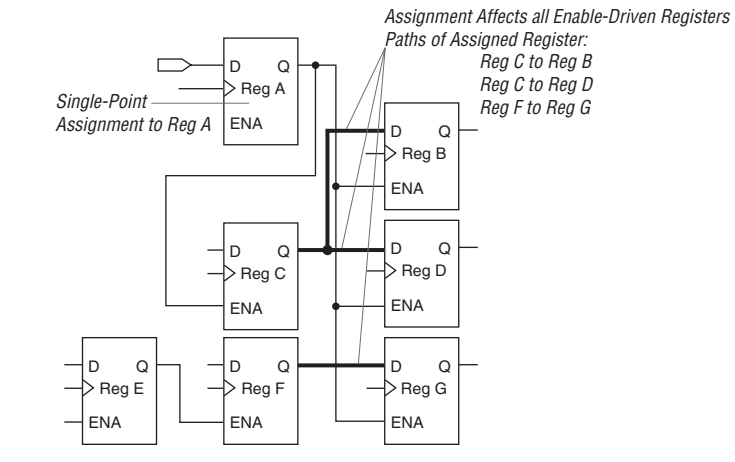 Assignment Affects all Enable-Driven Registers
Paths of Assigned Register:
Reg C to Reg B
Reg C to Reg D
Reg F to Reg G
D Q
Reg A
ENA
Single-Point
Assignment to Reg A
D Q
Reg B
ENA
D Q
Reg C
ENA
D Q
Reg D
ENA
D Q
Reg E
ENA
D Q
Reg F
ENA
D Q
Reg G
ENA